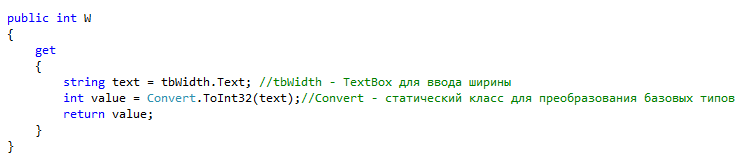 public int W
{
    get
    {
        string text = tbWidth.Text; //tbWidth - TextBox для ввода ширины
        int value = Convert.ToInt32(text);//Convert - статический класс для преобразования базовых типов
        return value;
    }
}